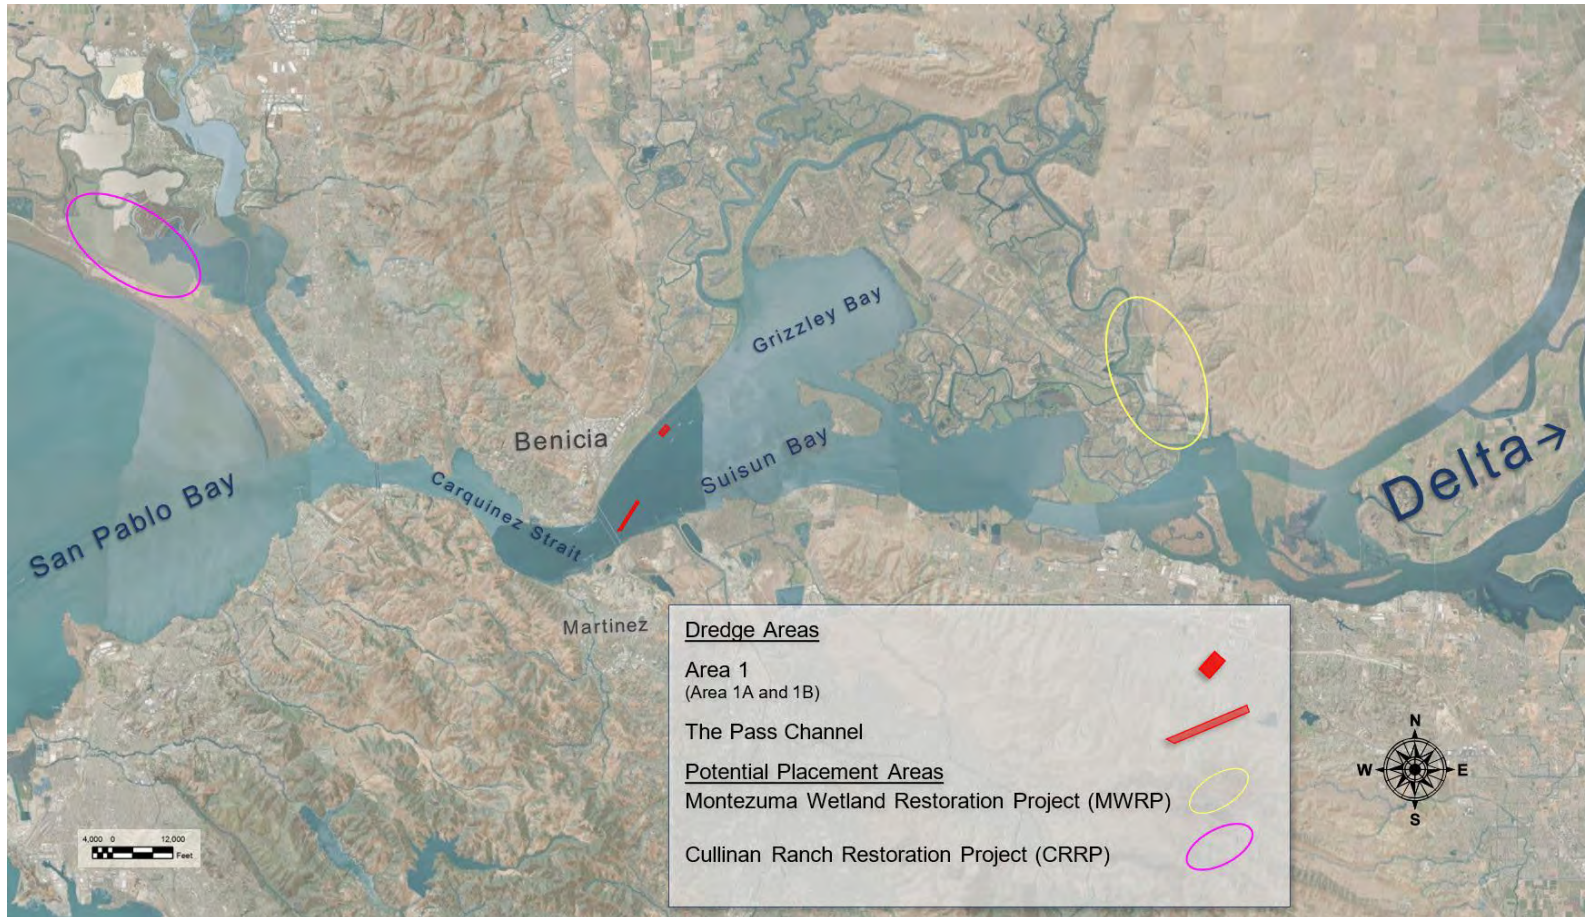 Grizzley Bay
Benicia
Suisun Bay
Carquinez Strait
San Pablo Bay
Delta→
Martinez
Dredge Areas
Area 1
(Area 1A and 1B)
The Pass Channel
Potential Placement Areas
Montezuma Wetland Restoration Project (MWRP)
Cullinan Ranch Restoration Project (CRRP)
N
W E
S
4,000 0 12,000
Feet